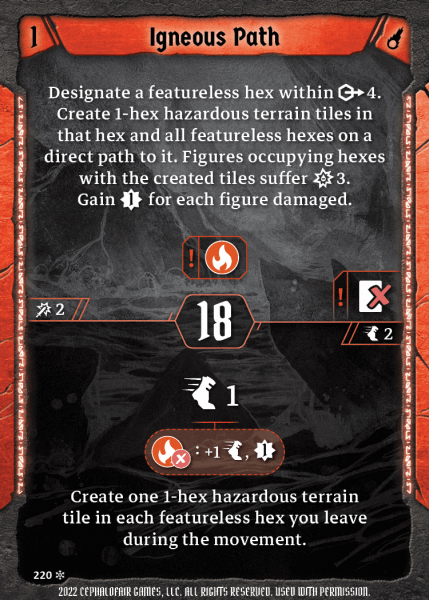 1
Igneous Path
Designate a featureless hex within 4.
Create 1-hex hazardous terrain tiles in
that hex and all featureless hexes on a
direct path to it. Figures occupying hexes
with the created tiles suffer 3.
Gain 1 for each figure damaged.
!
!
2
18
2
1
: +1 , 1
Create one 1-hex hazardous terrain
tile in each featureless hex you leave
during the movement.
220
2022 CEPHALOFAIR GAMES, LLC. ALL RIGHTS RESERVED. USED WITH PERMISSION.